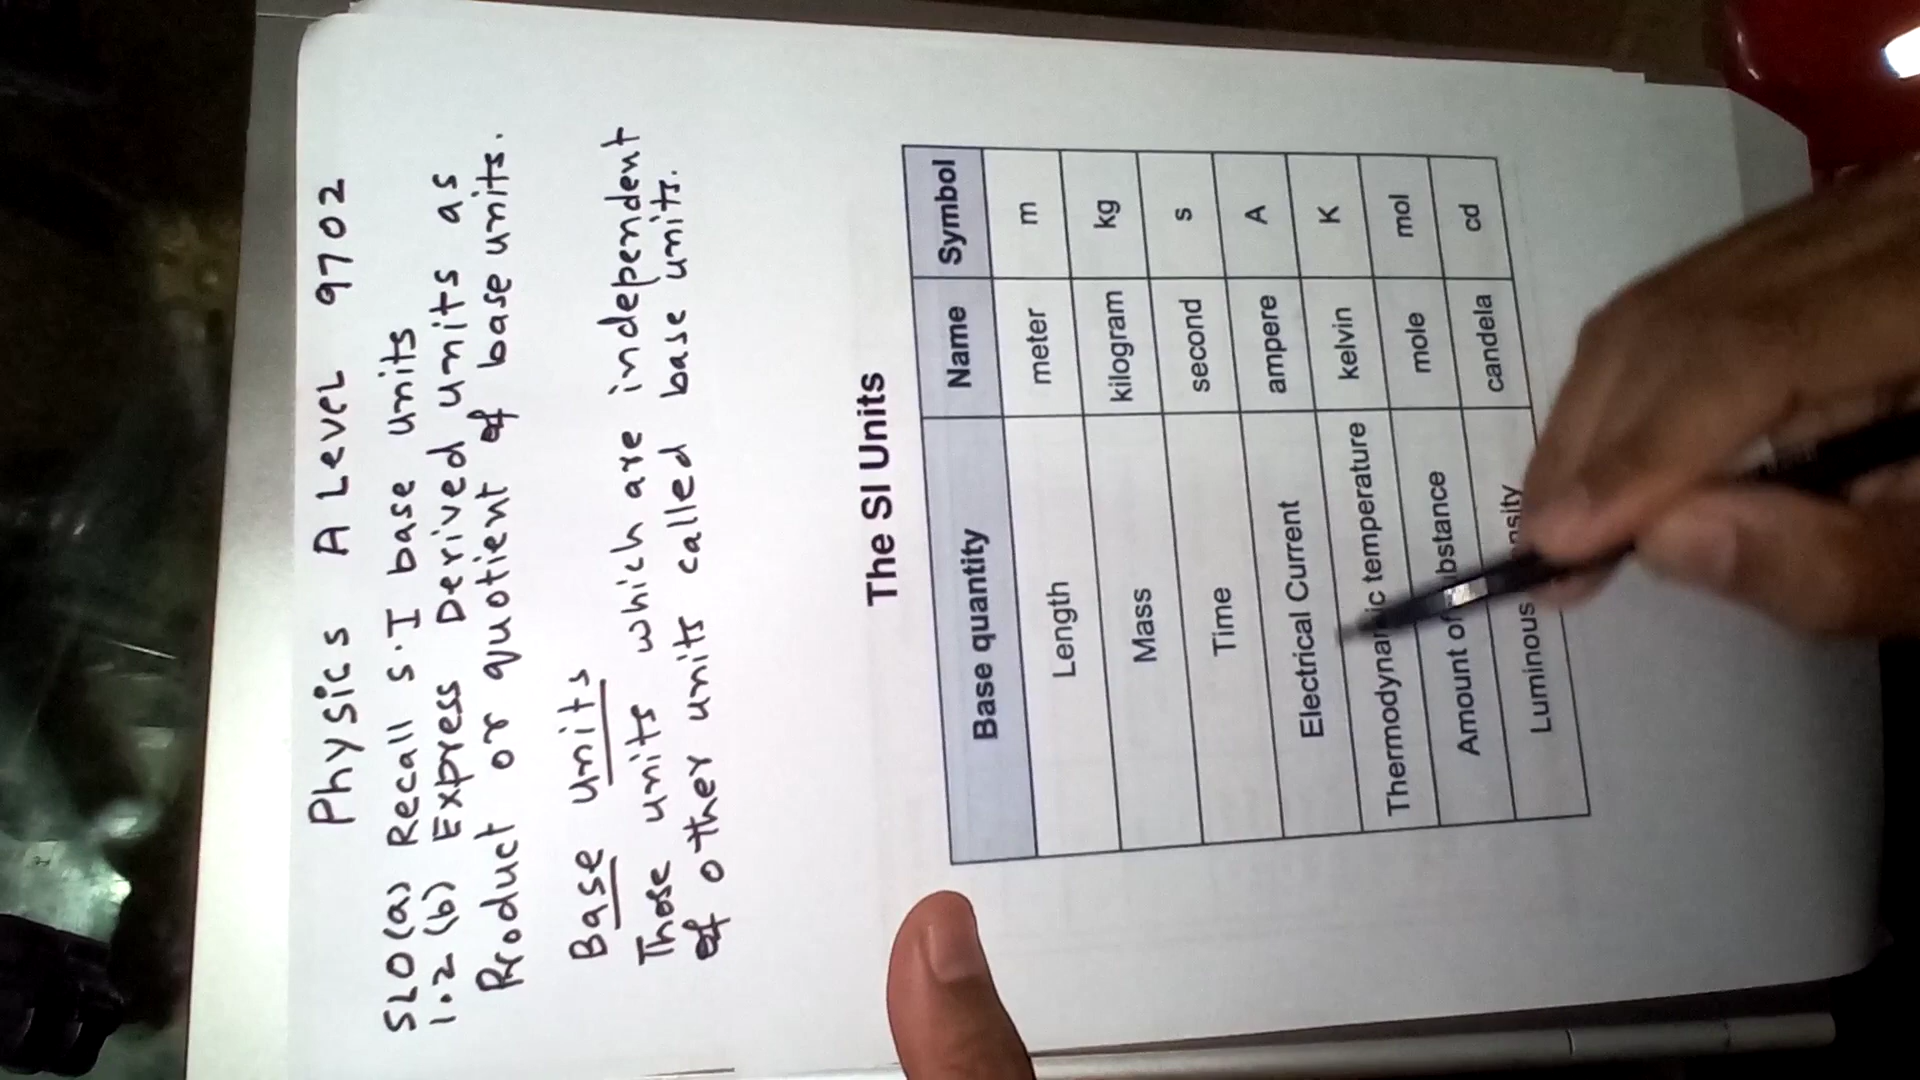 Physics A Level 9702
SLO(a) Recall S.I base units
1.2 (b) Express Derived units as
Product or quotient of base units.
Base units
Those units which are independent
of other units called base units.
The SI Units
Base quantity Name Symbol
Length meter m
Mass kilogram kg
Time second s
Electrical Current ampere A
temperature kelvin K
Amount mole mol
Luminous candela cd